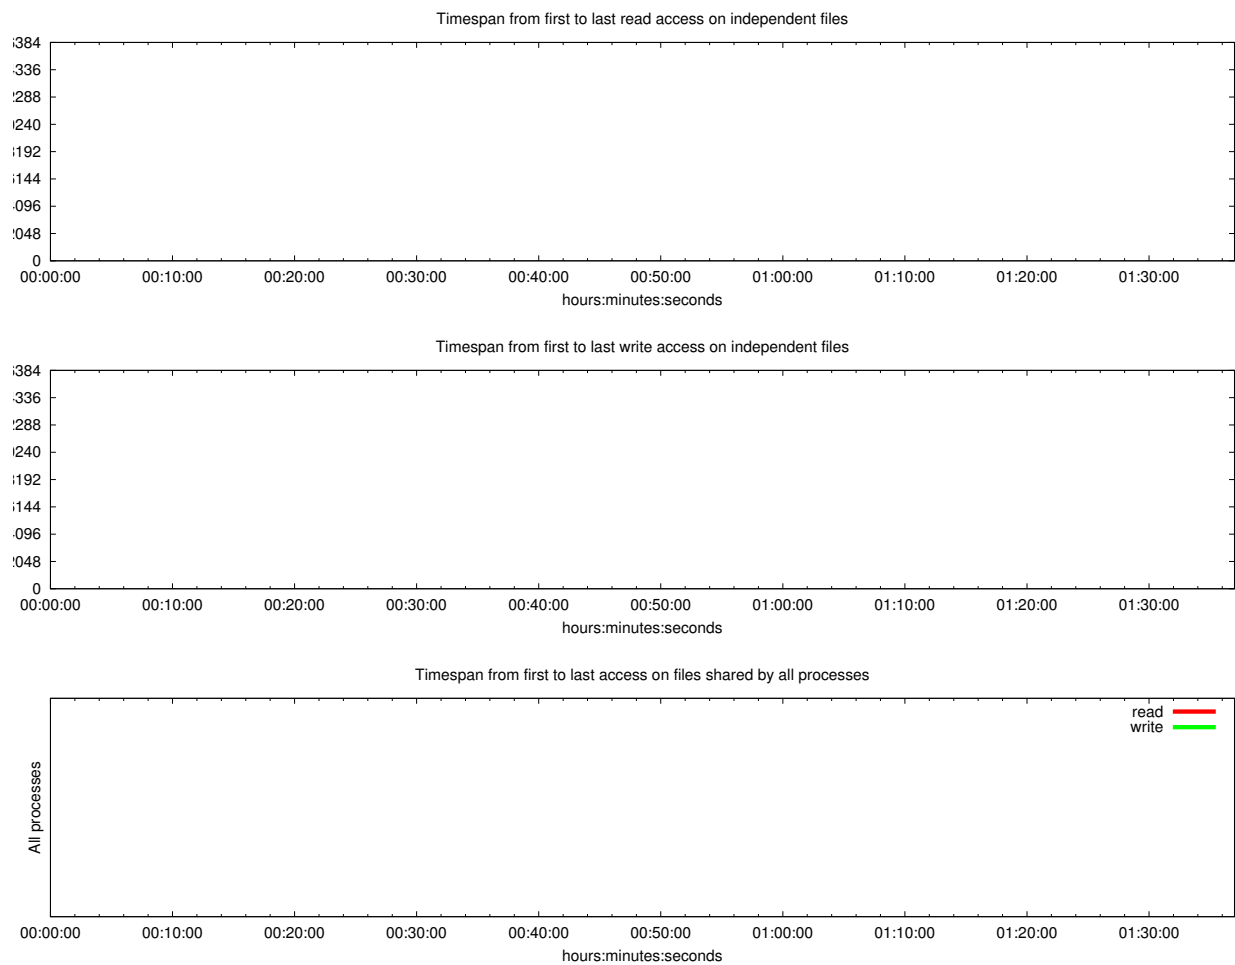 Timespan from first to last read access on independent files
384
336
288
240
192
144
096
048
0
00:00:00 00:10:00 00:20:00 00:30:00 00:40:00 00:50:00 01:00:00 01:10:00 01:20:00 01:30:00
hours:minutes:seconds
Timespan from first to last write access on independent files
384
336
288
240
192
144
096
048
0
00:00:00 00:10:00 00:20:00 00:30:00 00:40:00 00:50:00 01:00:00 01:10:00 01:20:00 01:30:00
hours:minutes:seconds
Timespan from first to last access on files shared by all processes
read
write
All processes
00:00:00 00:10:00 00:20:00 00:30:00 00:40:00 00:50:00 01:00:00 01:10:00 01:20:00 01:30:00
hours:minutes:seconds